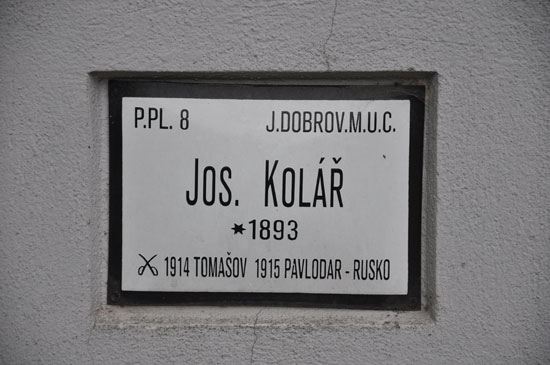 P.PL. 8 J.DOBROV.M.U.C.
JOS. KOLÁŘ
*1893
1914 TOMAŠOV 1915 PAVLODAR - RUSKO